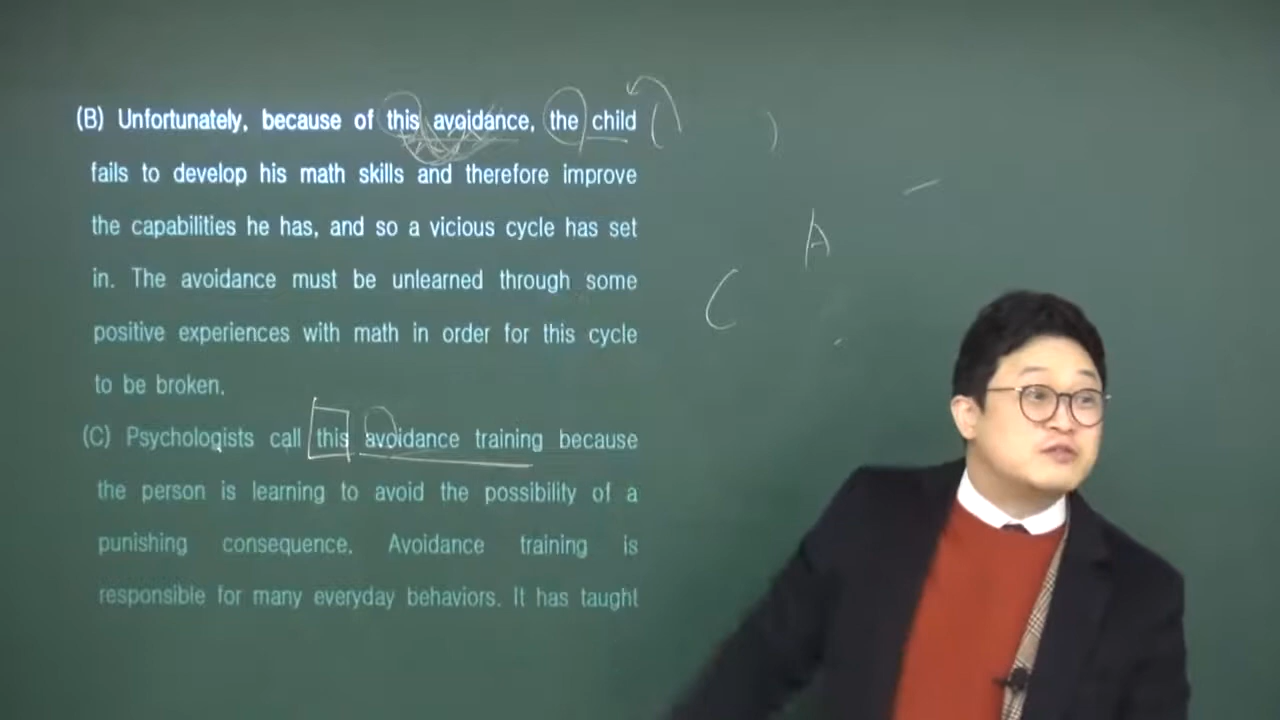 (B) Unfortunately, because of this avoidance, the child
fails to develop his math skills and therefore improve
the capabilities he has, and so a vicious cycle has set
in. The avoidance must be unlearned through some
positive experiences with math in order for this cycle
to be broken.
(C) Psychologists call this avoidance training because
the person is learning to avoid the possibility of a
punishing consequence. Avoidance training is
responsible for many everyday behaviors. It has taught
A
C